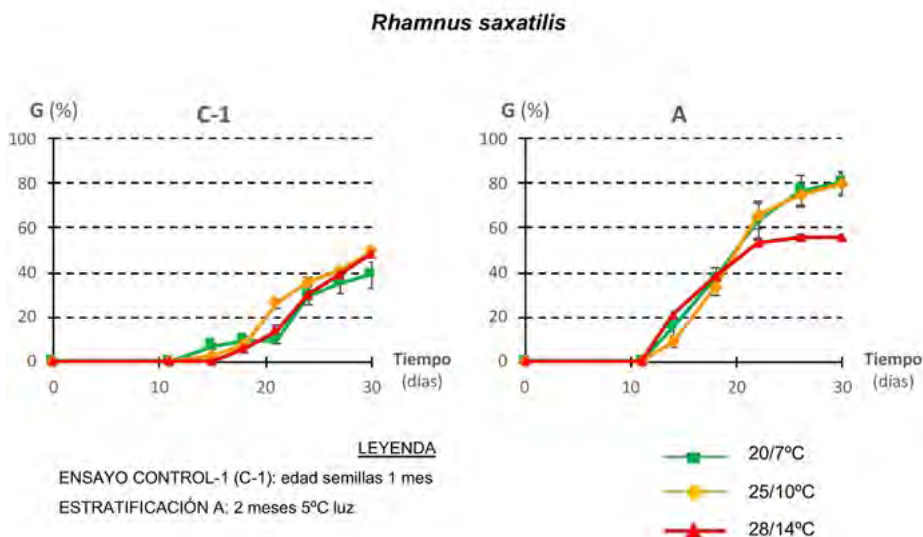 Rhamnus saxatilis
C-1
G (%)
100
80
60
40
20
0
0
10
20
30
Tiempo
(días)
A
G (%)
100
80
60
40
20
0
0
10
20
30
Tiempo
(días)
LEYENDA
ENSAYO CONTROL-1 (C-1): edad semillas 1 mes
ESTRATIFICACIÓN A: 2 meses 5ºC luz
20/7ºC
25/10ºC
28/14ºC